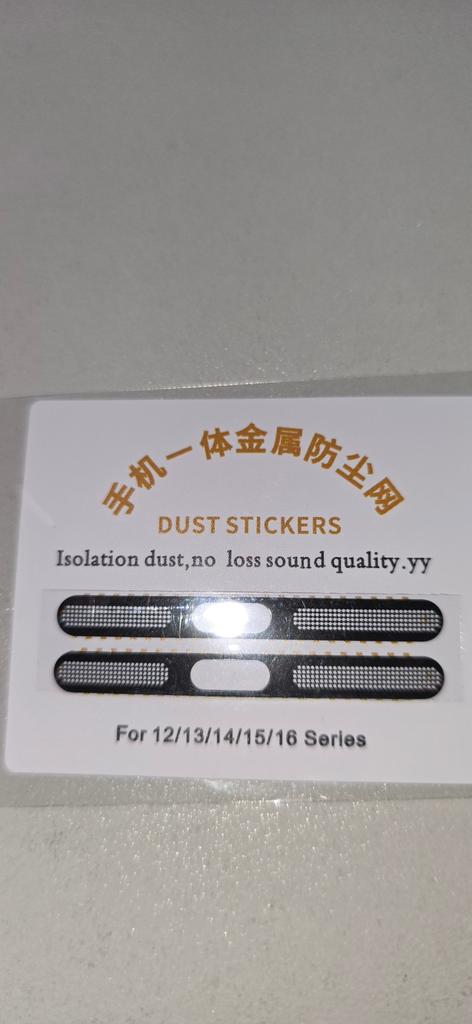 手机一体金属防尘网
DUST STICKERS
Isolation dust,no loss sound quality.yy
For 12/13/14/15/16 Series